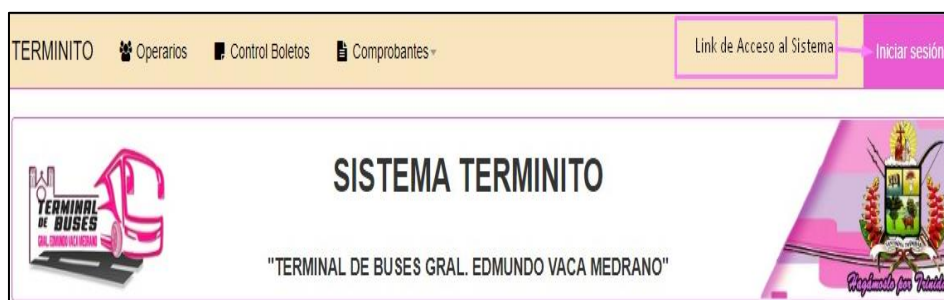 TERMINITO Operarios Control Boletos Comprobantes Link de Acceso al Sistema Iniciar sesión
SISTEMA TERMINITO
TERMINAL
DE BUSES
GRAL. EDMUNDO VACA MEDRANO
"TERMINAL DE BUSES GRAL. EDMUNDO VACA MEDRANO"
Hagámoslo por Trinidad